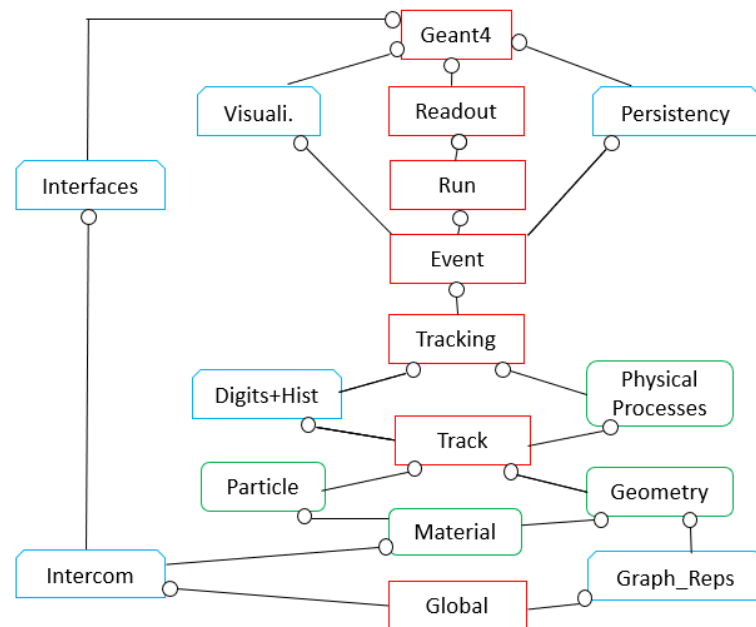 Geant4
Visuali.
Readout
Persistency
Interfaces
Run
Event
Tracking
Digits+Hist
Physical
Processes
Track
Particle
Geometry
Material
Intercom
Graph_Reps
Global